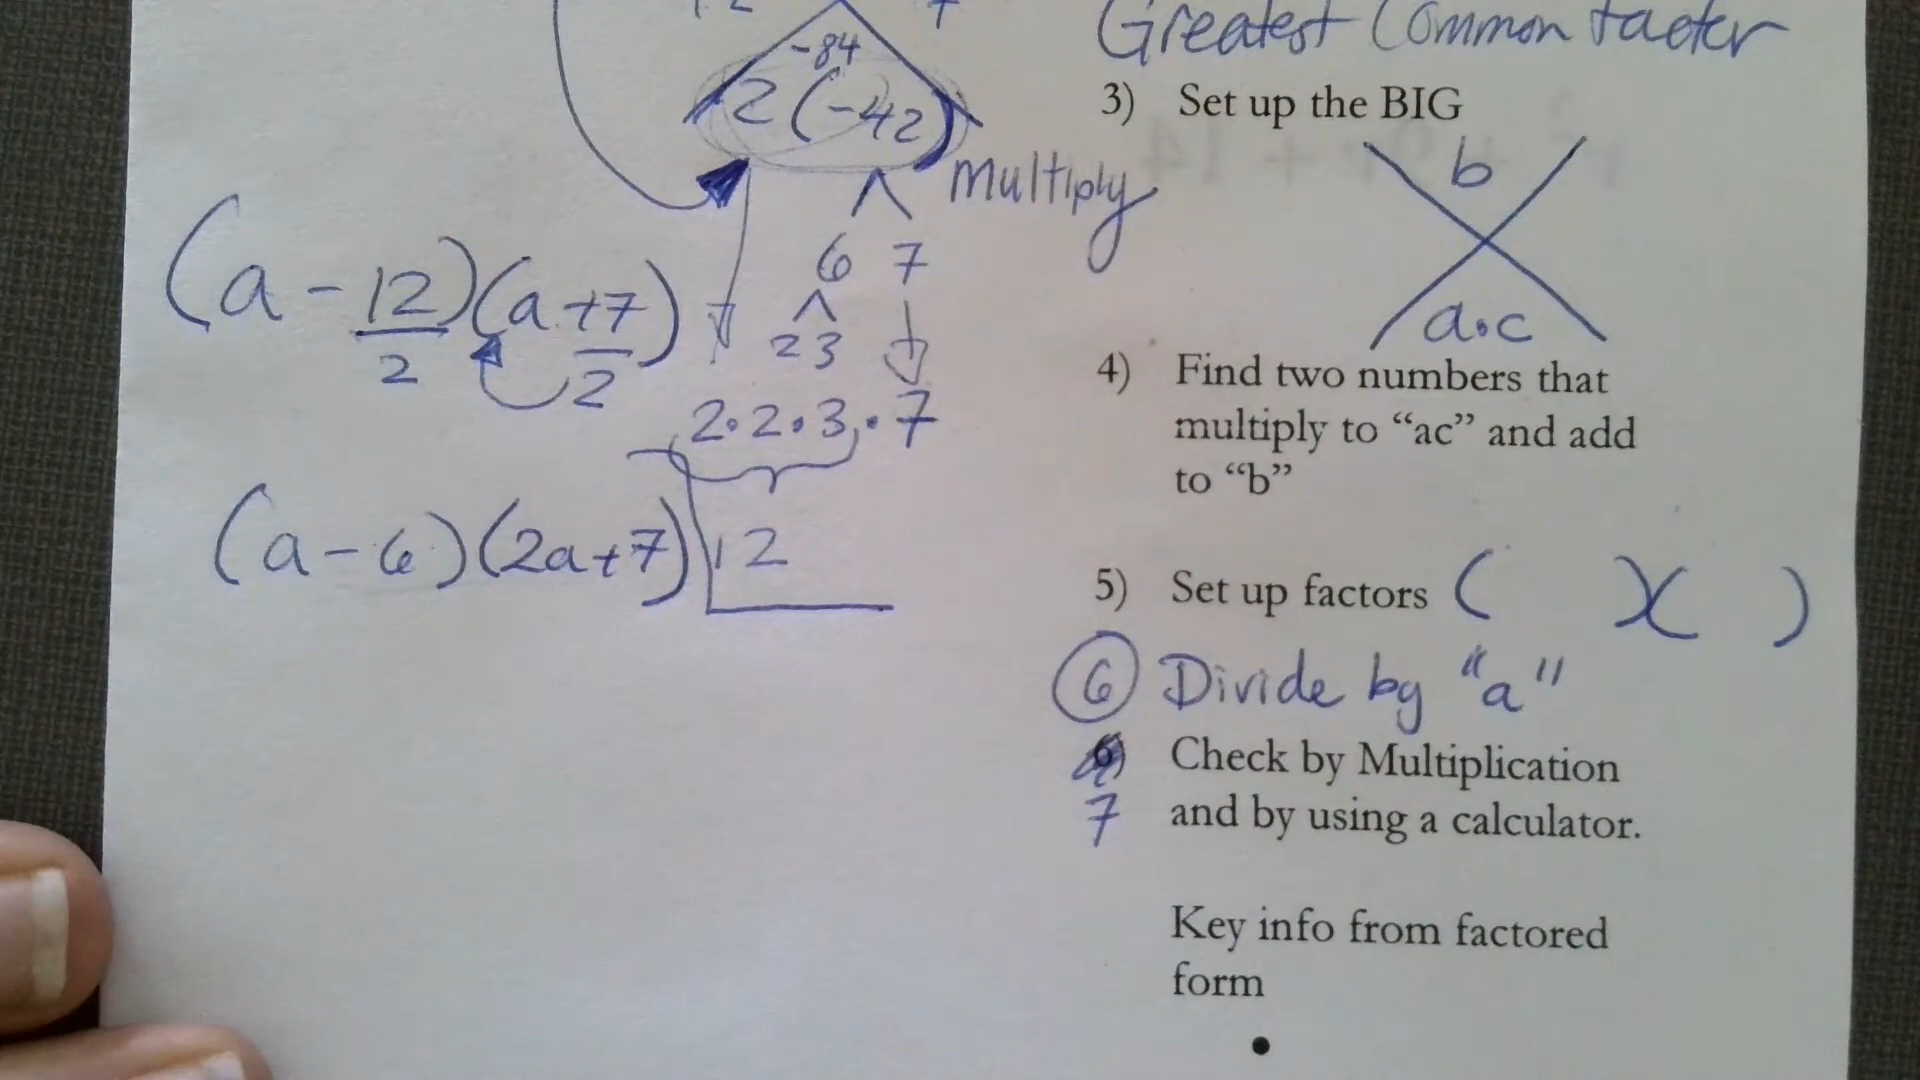 -84
2 (-42)
Multiply
6 7
2 3
(a - 12/2)(a + 7/2)
2 . 2 . 3 . 7
(a - 6)(2a + 7)
12
Greatest Common factor
3) Set up the BIG
b
a.c
4) Find two numbers that
multiply to “ac” and add
to “b”
5) Set up factors ( )( )
6 Divide by "a"
6) Check by Multiplication
7 and by using a calculator.
Key info from factored
form
•